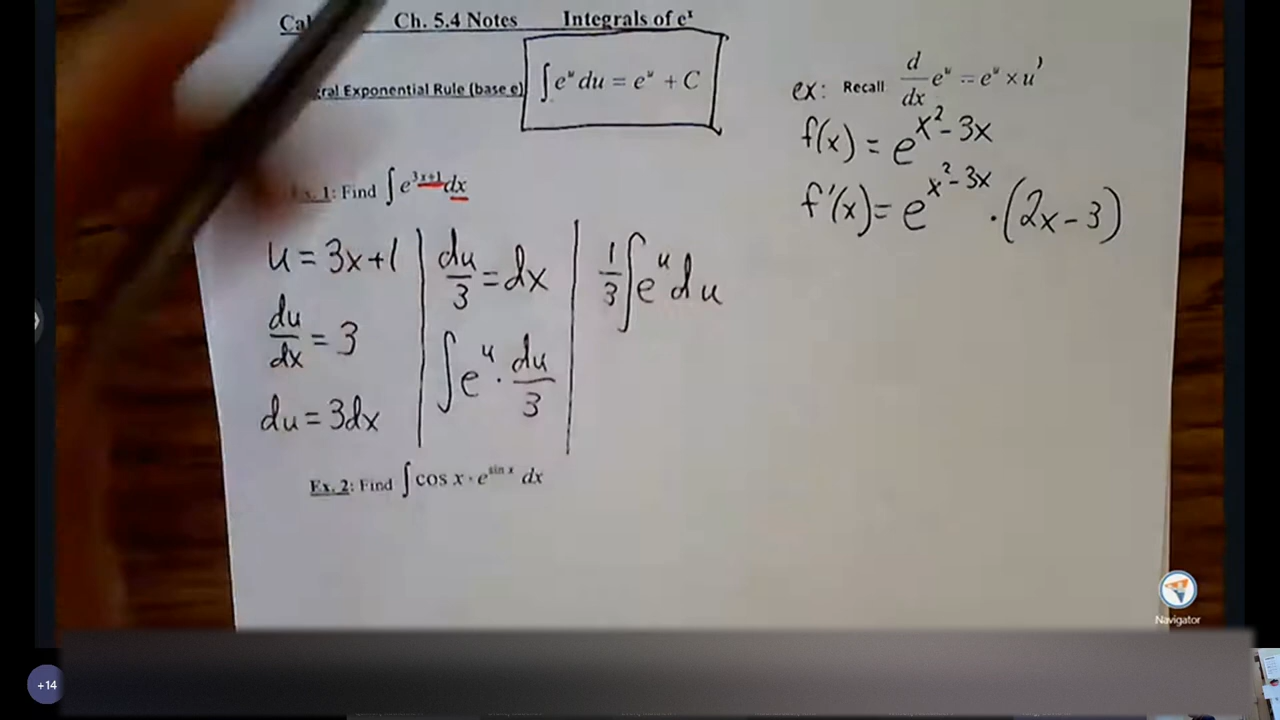 Ch. 5.4 Notes Integrals of eˣ
Exponential Rule (base e) ∫ eᵘ du = eᵘ + C
ex: Recall d/dx eᵘ = eᵘ × u'
f(x) = e^(x² - 3x)
f'(x) = e^(x² - 3x) · (2x - 3)
1: Find ∫ e^(3x+1) dx
u = 3x+1
du/dx = 3
du = 3dx
du/3 = dx
∫ eᵘ · du/3
1/3 ∫ eᵘ du
Ex. 2: Find ∫ cos x · e^(sin x) dx
Navigator
+14